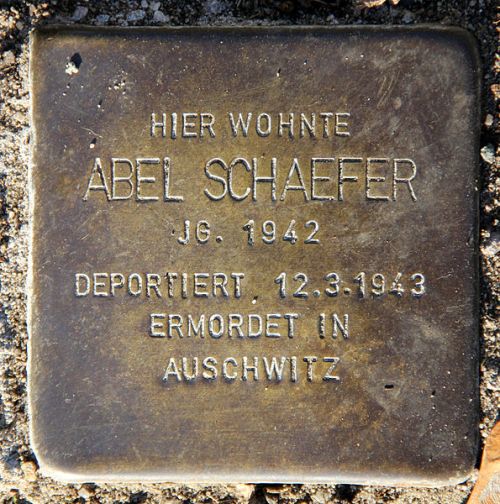 HIER WOHNTE
ABEL SCHAEFER
JG. 1942
DEPORTIERT 12.3.1943
ERMORDET IN
AUSCHWITZ